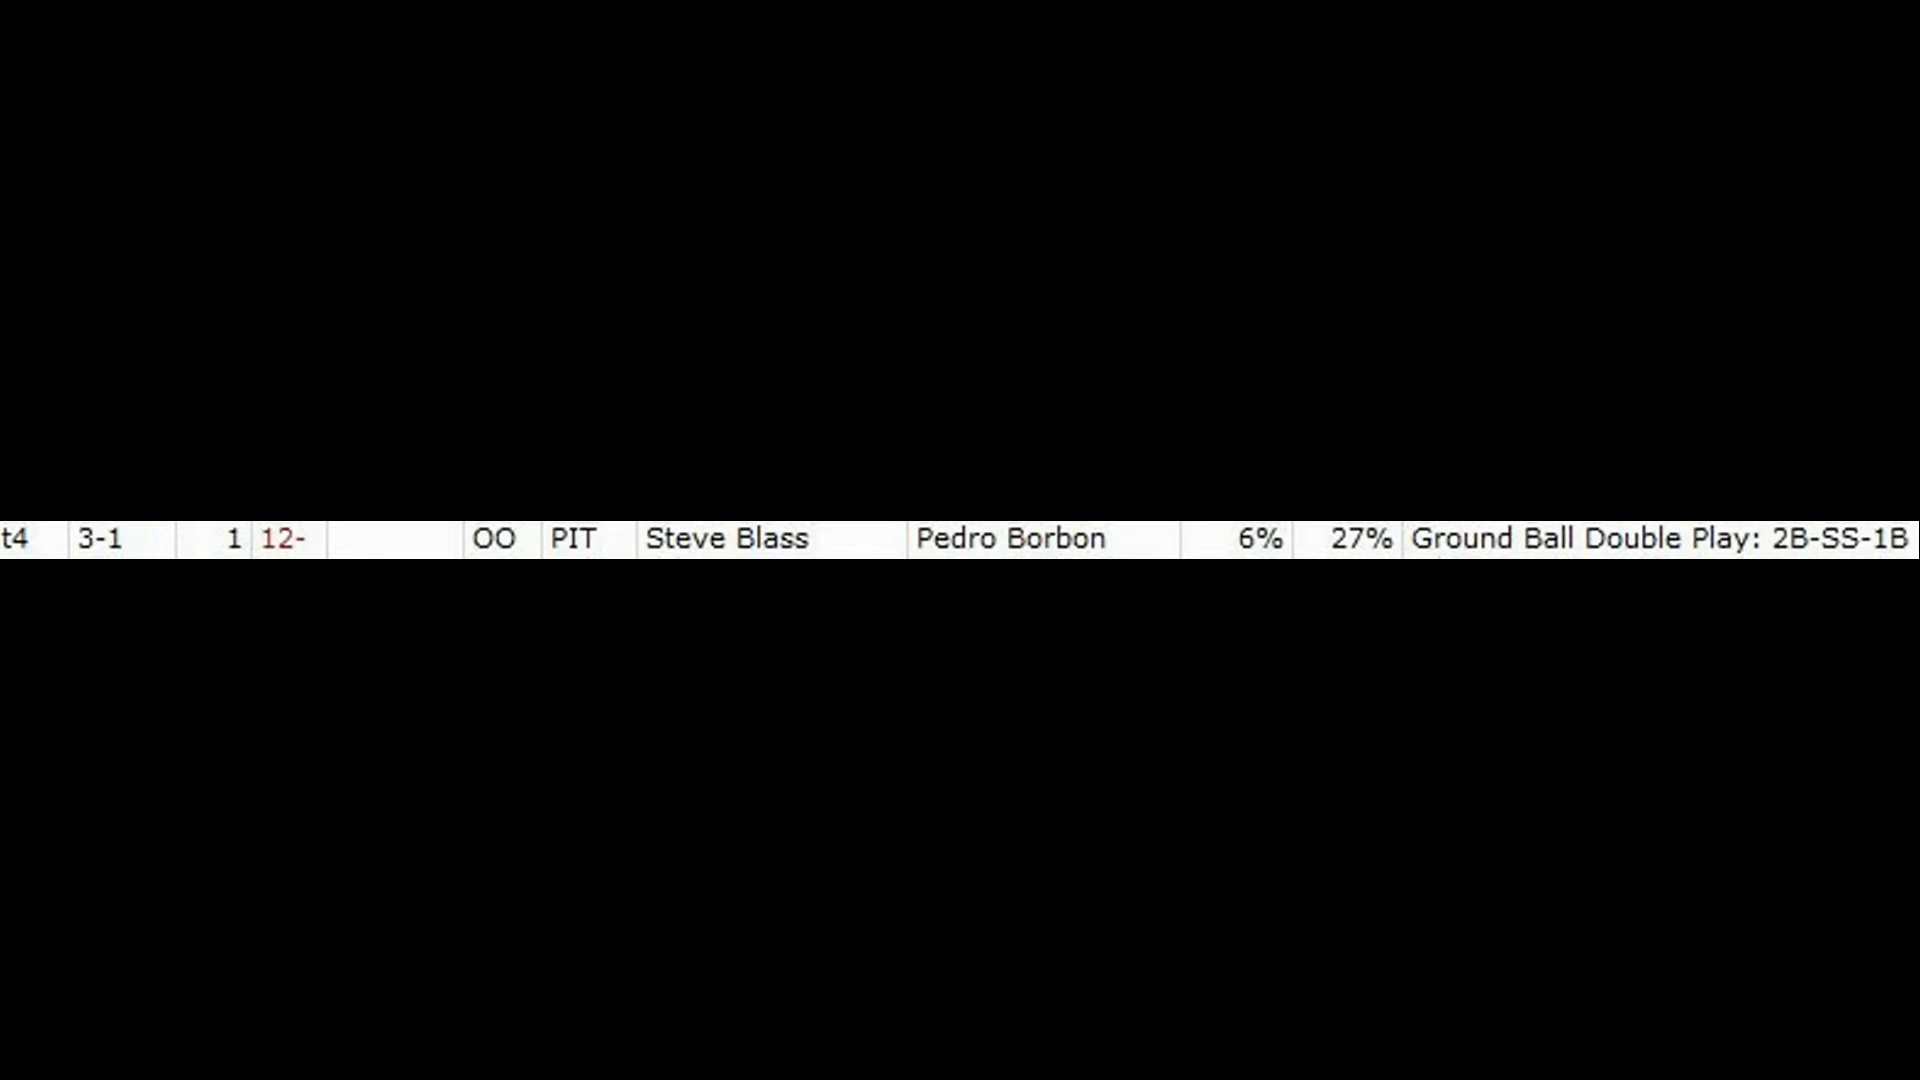 t4 3-1 1 12- OO PIT Steve Blass Pedro Borbon 6% 27% Ground Ball Double Play: 2B-SS-1B